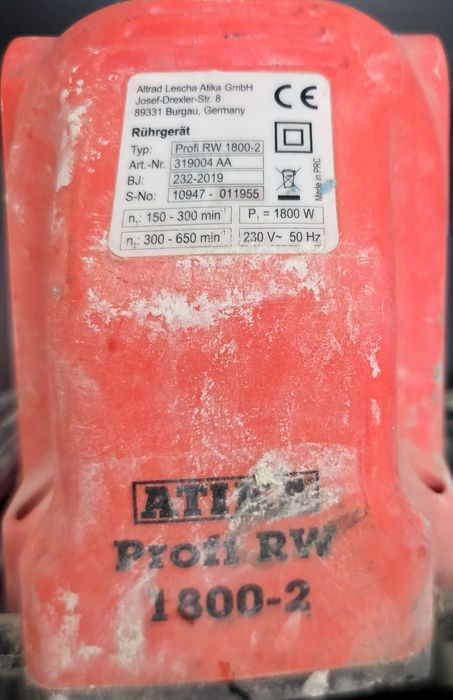 Altrad Lescha Atika GmbH
Josef-Drexler-Str. 8
89331 Burgau, Germany
CE
Rührgerät
Typ: Profi RW 1800-2
Art.-Nr. 319004 AA
BJ: 232-2019
S-No: 10947 - 011955
Made in PRC
n₁: 150 - 300 min⁻¹ P₁ = 1800 W
n₁: 300 - 650 min⁻¹ 230 V~ 50 Hz
ATIKA
Profi RW
1800-2